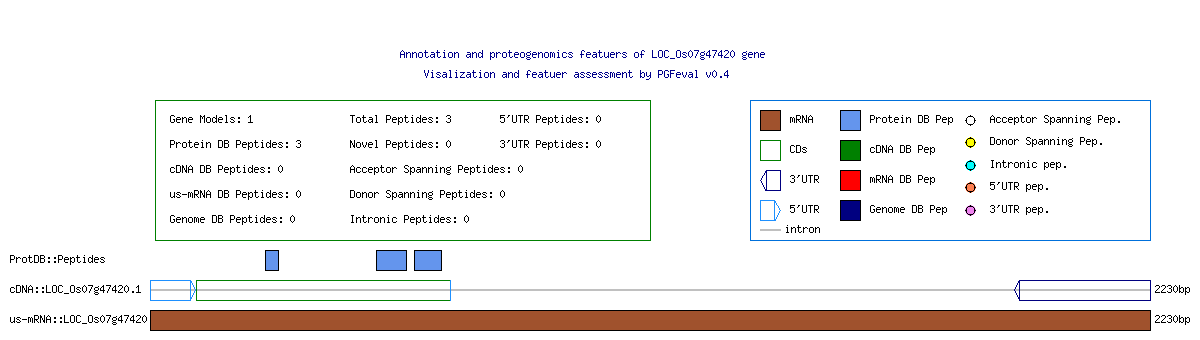 Annotation and proteogenomics featuers of LOC_Os07g47420 gene
Visalization and featuer assessment by PGFeval v0.4
Gene Models: 1 Total Peptides: 3 5'UTR Peptides: 0
Protein DB Peptides: 3 Novel Peptides: 0 3'UTR Peptides: 0
cDNA DB Peptides: 0 Acceptor Spanning Peptides: 0
us-mRNA DB Peptides: 0 Donor Spanning Peptides: 0
Genome DB Peptides: 0 Intronic Peptides: 0
mRNA Protein DB Pep Acceptor Spanning Pep.
CDs cDNA DB Pep Donor Spanning Pep.
3'UTR mRNA DB Pep Intronic pep.
5'UTR Genome DB Pep 5'UTR pep.
intron 3'UTR pep.
ProtDB::Peptides
cDNA::LOC_Os07g47420.1 2230bp
us-mRNA::LOC_Os07g47420 2230bp